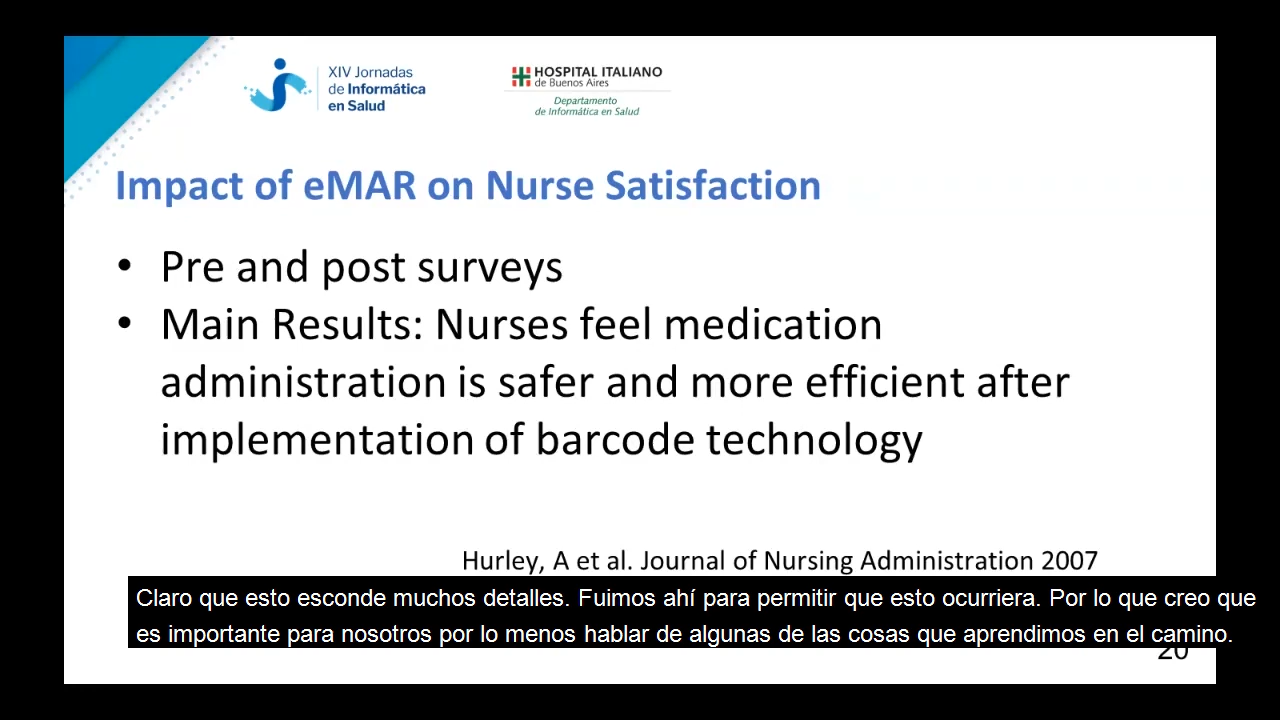 XIV Jornadas
de Informática
en Salud
HOSPITAL ITALIANO
de Buenos Aires
Departamento
de Informática en Salud
Impact of eMAR on Nurse Satisfaction
• Pre and post surveys
• Main Results: Nurses feel medication
administration is safer and more efficient after
implementation of barcode technology
Hurley, A et al. Journal of Nursing Administration 2007
Claro que esto esconde muchos detalles. Fuimos ahí para permitir que esto ocurriera. Por lo que creo que
es importante para nosotros por lo menos hablar de algunas de las cosas que aprendimos en el camino.
20